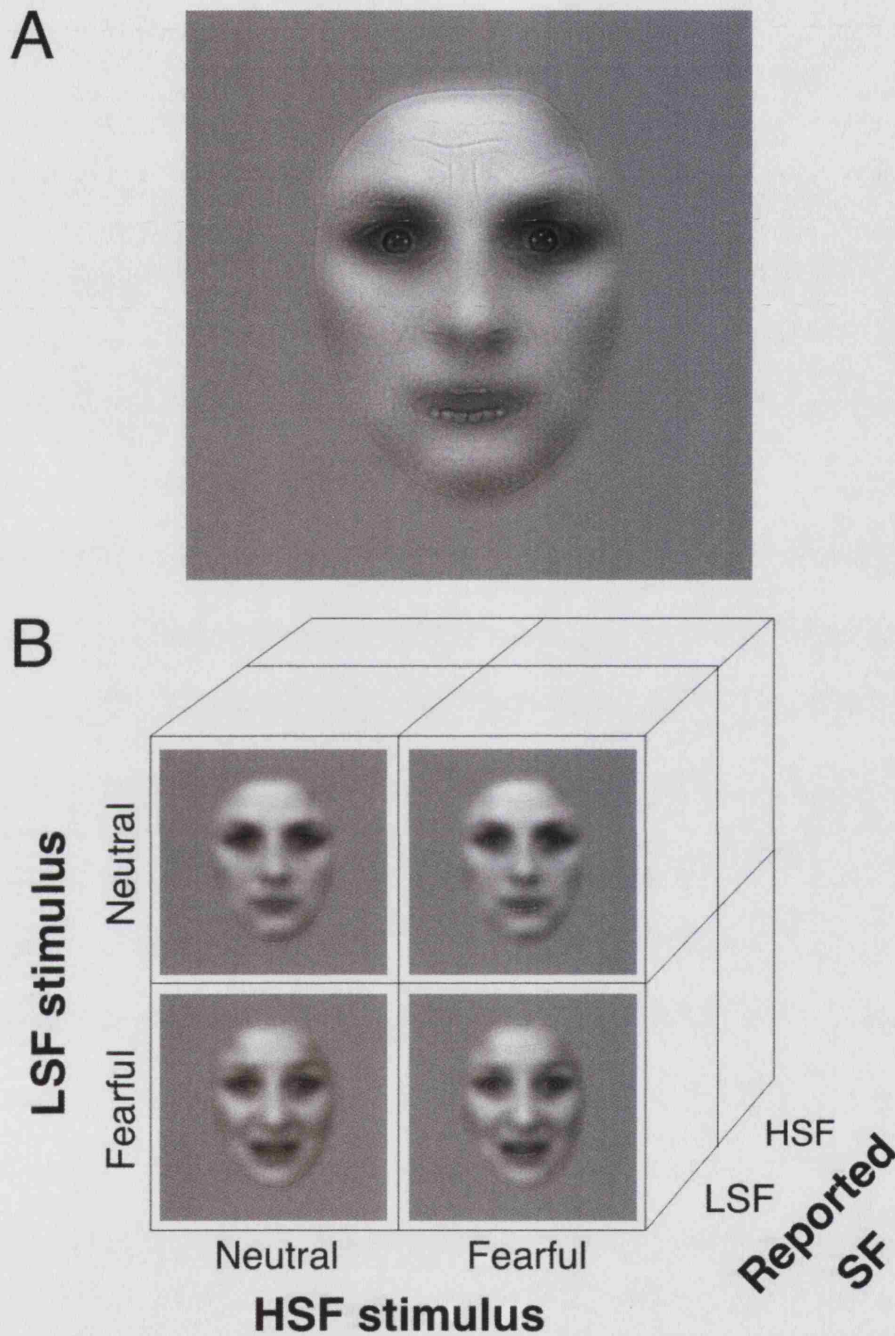 A
B
LSF stimulus
Neutral
Fearful
Neutral
Fearful
HSF stimulus
LSF
HSF
Reported
SF